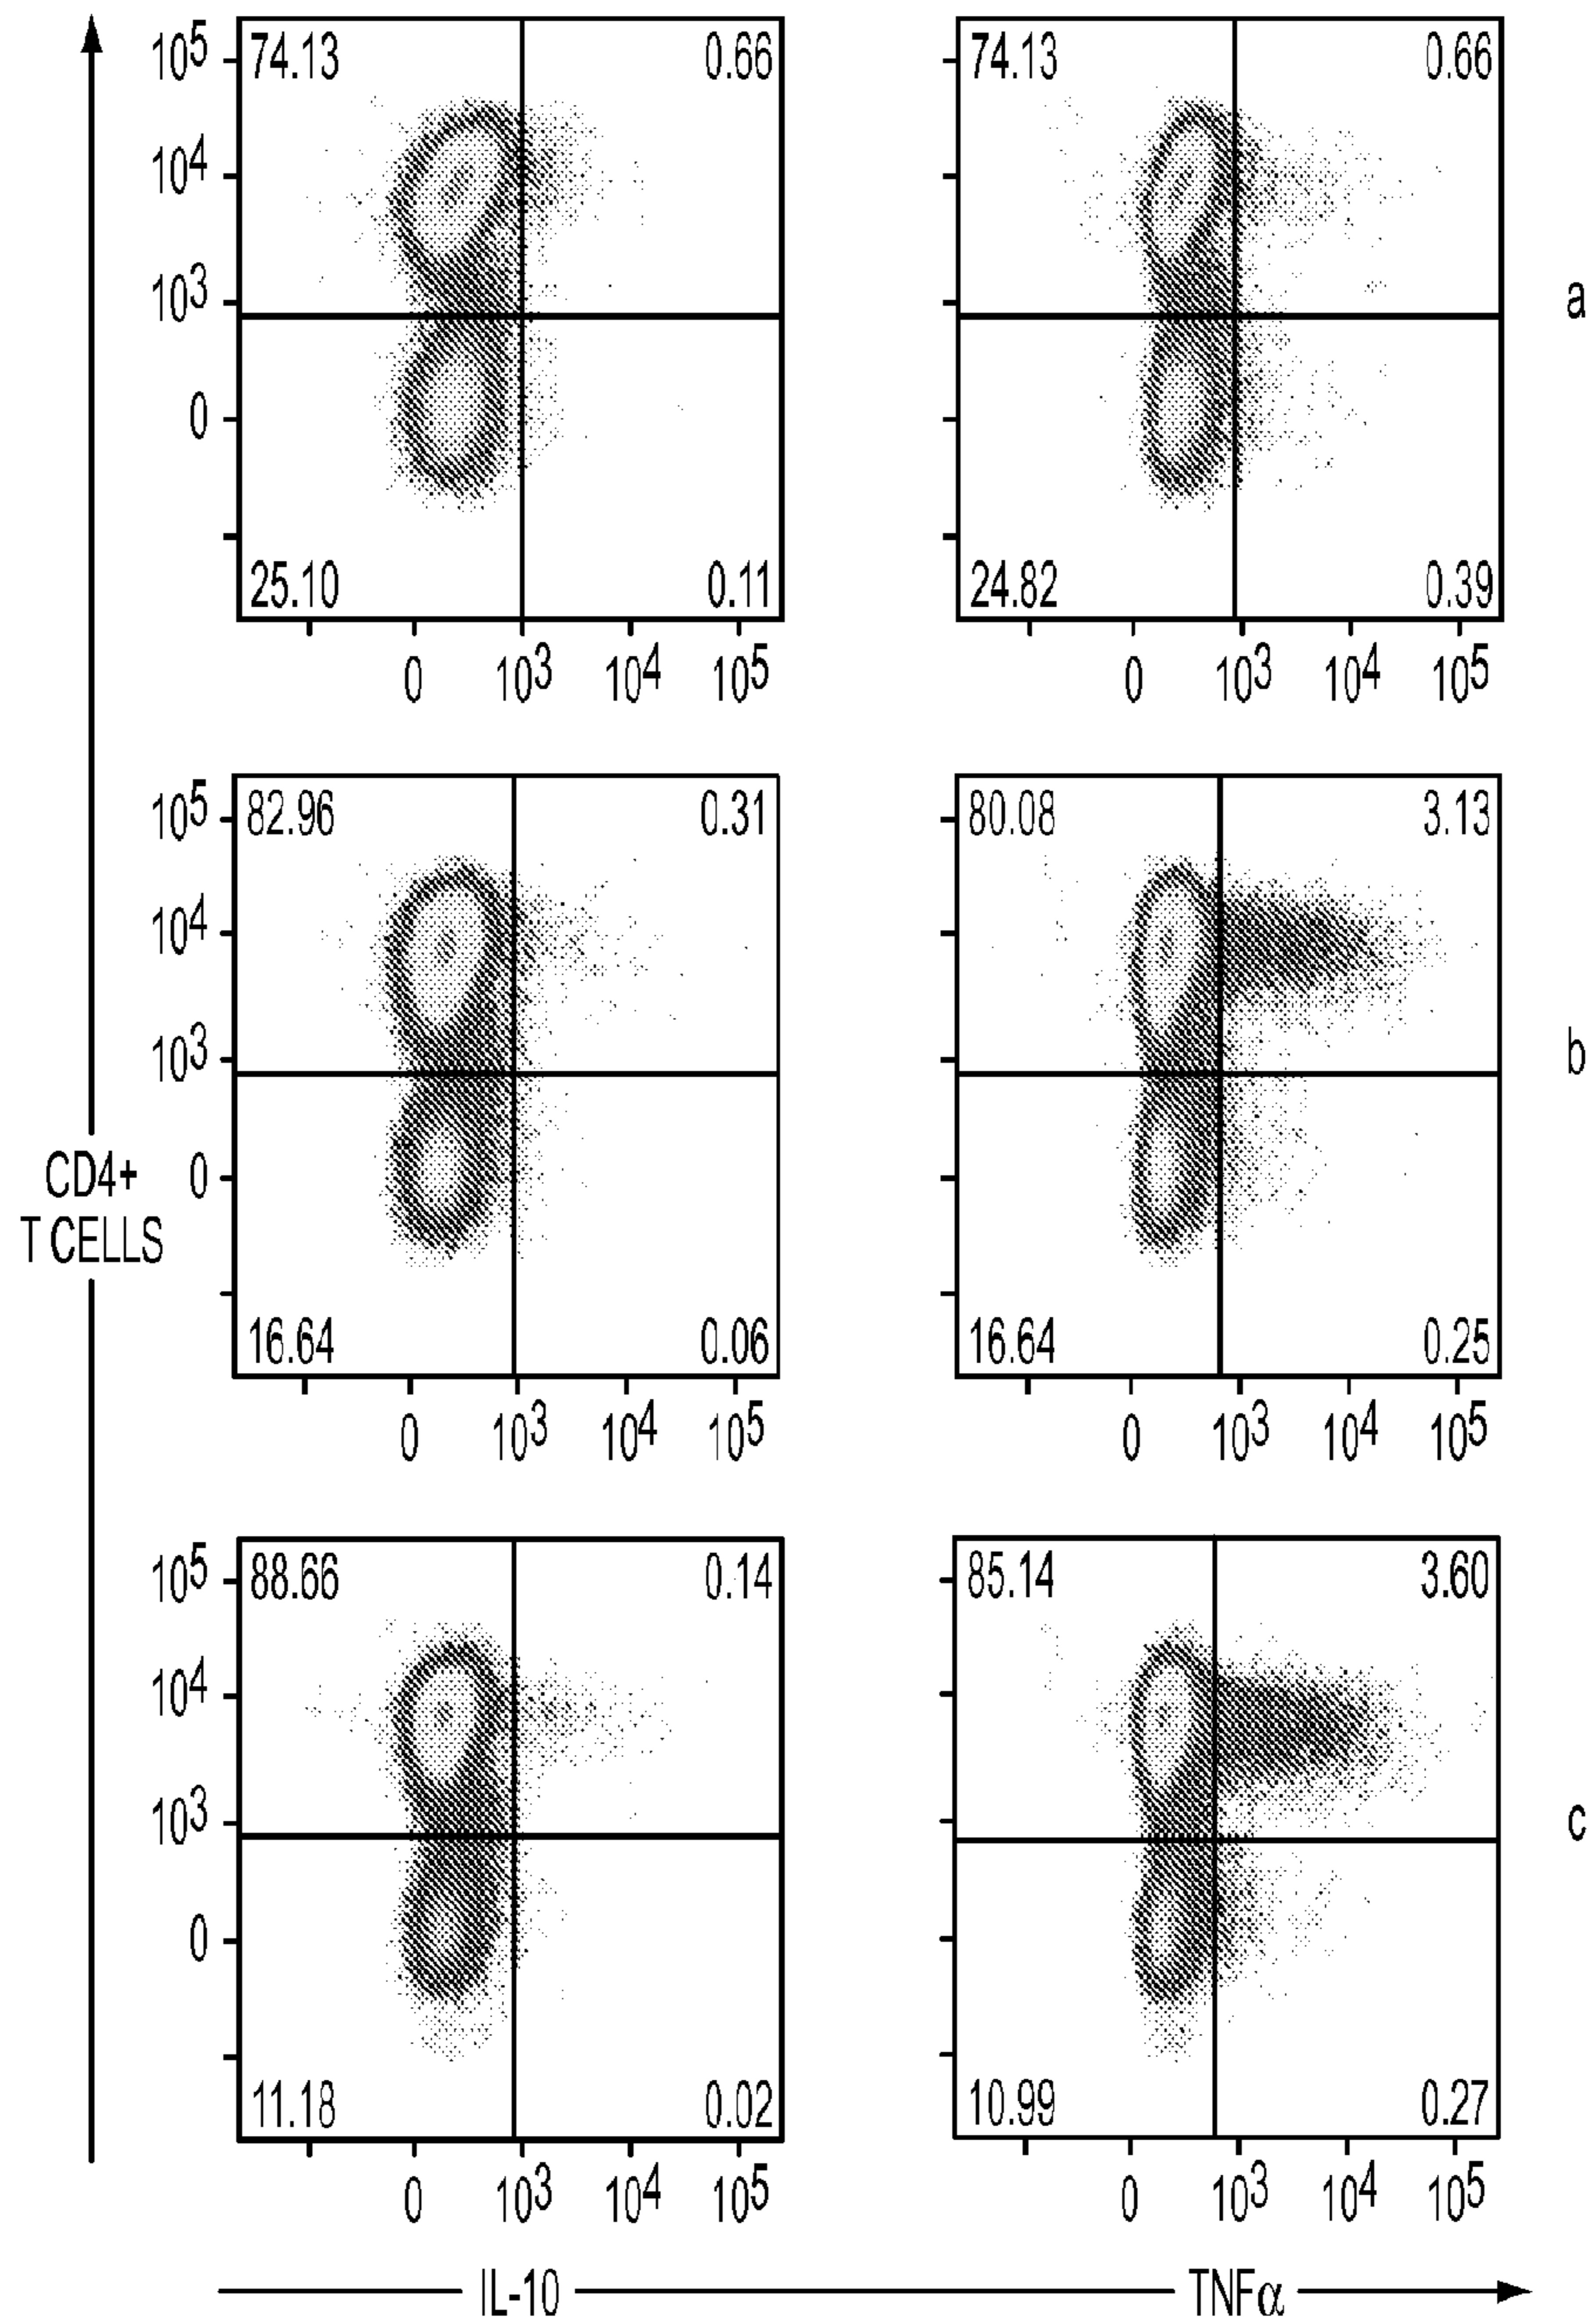 74.13 0.66 74.13 0.66
10⁵
10⁴
10³
0
a
25.10 0.11 24.82 0.39
0 10³ 10⁴ 10⁵ 0 10³ 10⁴ 10⁵
82.96 0.31 80.08 3.13
10⁵
10⁴
10³
0
b
CD4+
T CELLS
16.64 0.06 16.64 0.25
0 10³ 10⁴ 10⁵ 0 10³ 10⁴ 10⁵
88.66 0.14 85.14 3.60
10⁵
10⁴
10³
0
c
11.18 0.02 10.99 0.27
0 10³ 10⁴ 10⁵ 0 10³ 10⁴ 10⁵
IL-10 TNFα